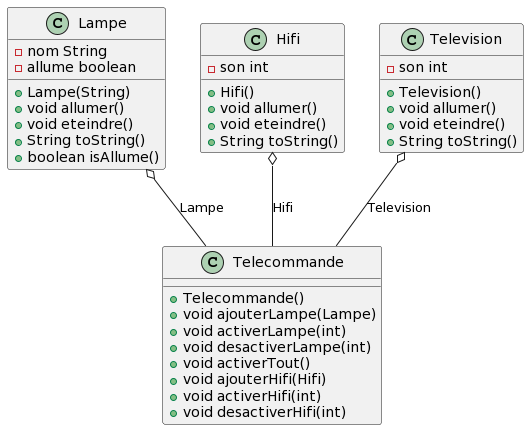 C Lampe
nom String
allume boolean
Lampe(String)
void allumer()
void eteindre()
String toString()
boolean isAllume()
C Hifi
son int
Hifi()
void allumer()
void eteindre()
String toString()
C Television
son int
Television()
void allumer()
void eteindre()
String toString()
Lampe
Hifi
Television
C Telecommande
Telecommande()
void ajouterLampe(Lampe)
void activerLampe(int)
void desactiverLampe(int)
void activerTout()
void ajouterHifi(Hifi)
void activerHifi(int)
void desactiverHifi(int)